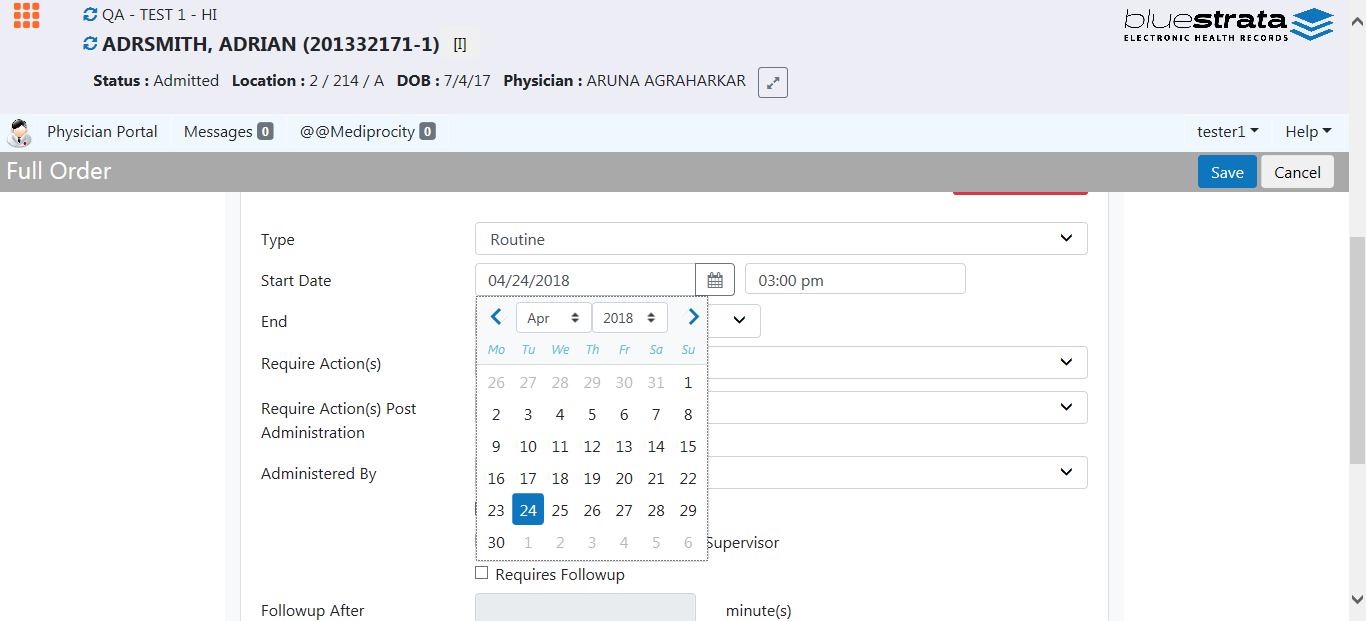 QA - TEST 1 - HI
bluestrata
ELECTRONIC HEALTH RECORDS
ADRSMITH, ADRIAN (201332171-1) [I]
Status : Admitted Location : 2 / 214 / A DOB : 7/4/17 Physician : ARUNA AGRAHARKAR
Physician Portal Messages 0 @@Mediprocity 0 tester1 Help
Full Order Save Cancel
Type Routine
Start Date 04/24/2018 03:00 pm
End
Apr 2018
Mo Tu We Th Fr Sa Su
26 27 28 29 30 31 1
2 3 4 5 6 7 8
9 10 11 12 13 14 15
16 17 18 19 20 21 22
23 24 25 26 27 28 29
30 1 2 3 4 5 6
Require Action(s)
Require Action(s) Post
Administration
Administered By
Supervisor
Requires Followup
Followup After minute(s)